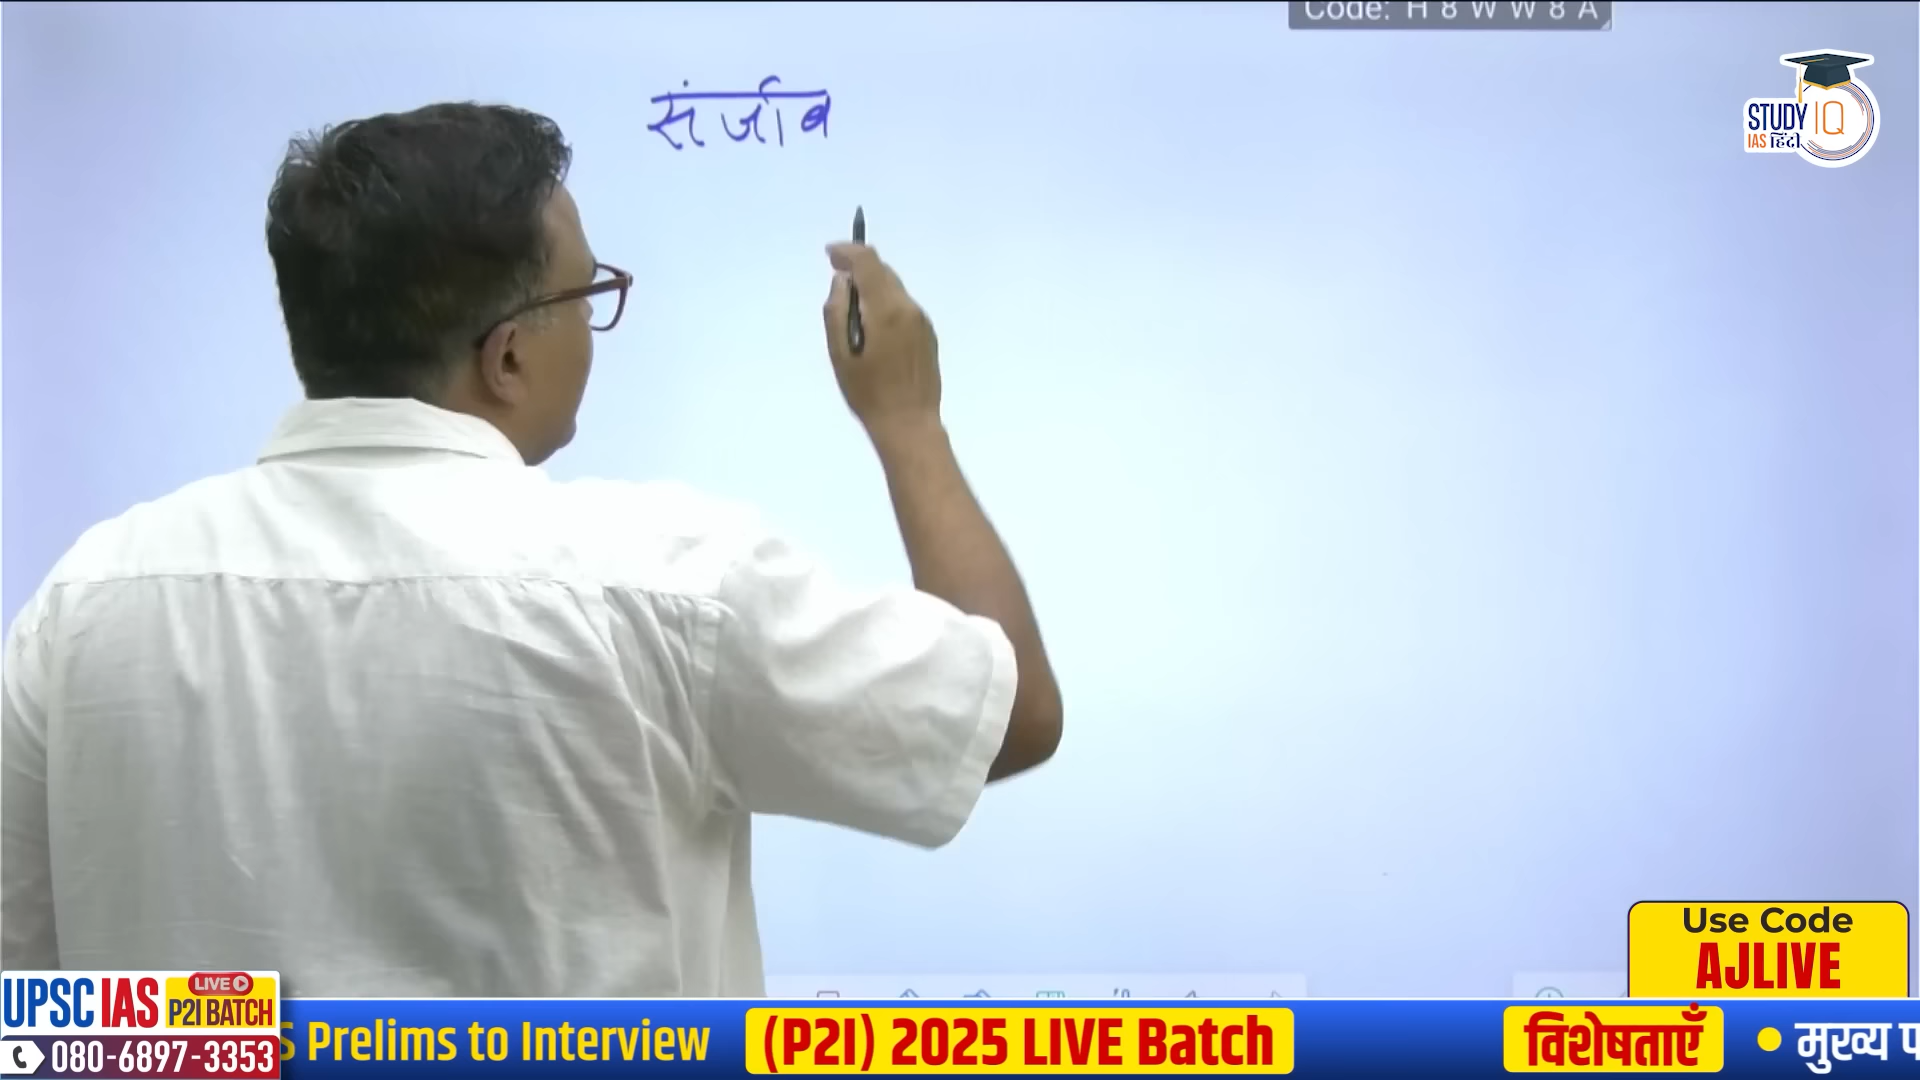 Code: H 8 W W 8 A
STUDY IQ
IAS हिंदी
Use Code
AJLIVE
UPSC IAS LIVE P2I BATCH
080-6897-3353
S Prelims to Interview (P2I) 2025 LIVE Batch विशेषताएँ • मुख्य प